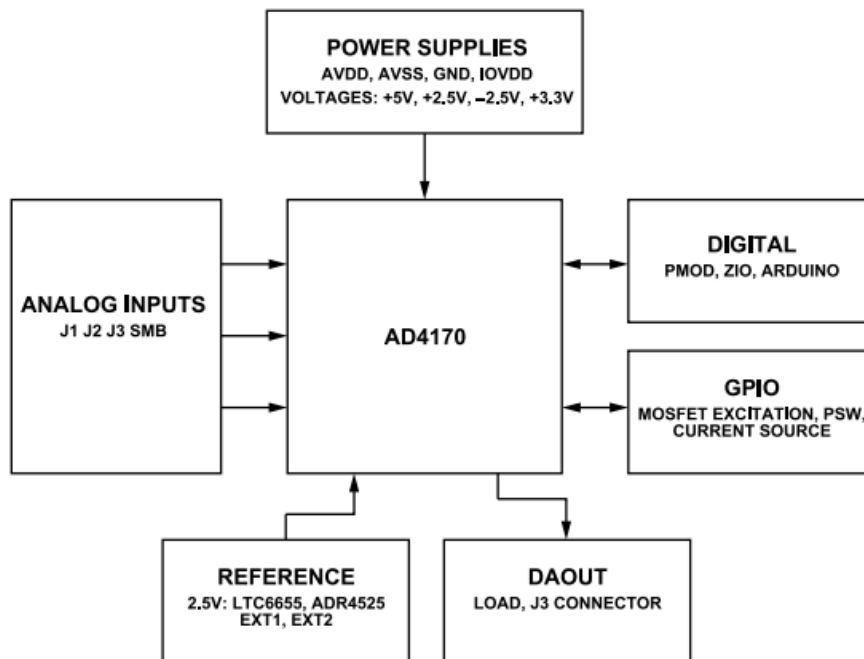 POWER SUPPLIES
AVDD, AVSS, GND, IOVDD
VOLTAGES: +5V, +2.5V, –2.5V, +3.3V
ANALOG INPUTS
J1 J2 J3 SMB
AD4170
DIGITAL
PMOD, ZIO, ARDUINO
GPIO
MOSFET EXCITATION, PSW,
CURRENT SOURCE
REFERENCE
2.5V: LTC6655, ADR4525
EXT1, EXT2
DAOUT
LOAD, J3 CONNECTOR